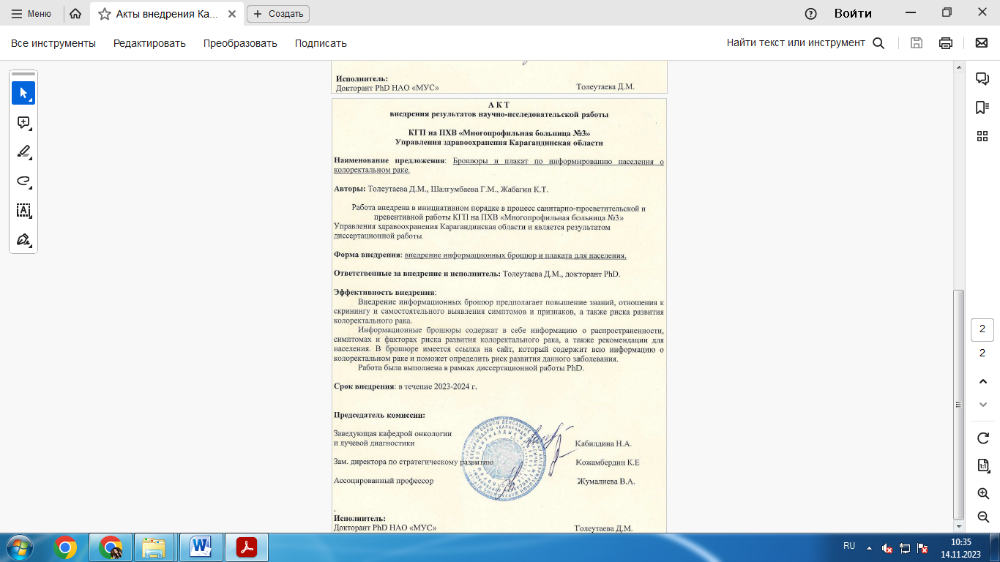 Меню
Акты внедрения Ка...
Создать
Войти
Все инструменты
Редактировать
Преобразовать
Подписать
Найти текст или инструмент
Исполнитель:
Докторант PhD НАО «МУС» Толеутаева Д.М.
А К Т
внедрения результатов научно-исследовательской работы
КГП на ПХВ «Многопрофильная больница №3»
Управления здравоохранения Карагандинская области
Наименование предложения: Брошюры и плакат по информированию населения о
колоректальном раке.
Авторы: Толеутаева Д.М., Шалгумбаева Г.М., Жабагин К.Т.
Работа внедрена в инициативном порядке в процесс санитарно-просветительской и
превентивной работы КГП на ПХВ «Многопрофильная больница №3»
Управления здравоохранения Карагандинская области и является результатом
диссертационной работы.
Форма внедрения: внедрение информационных брошюр и плаката для населения.
Ответственные за внедрение и исполнитель: Толеутаева Д.М., докторант PhD.
Эффективность внедрения:
Внедрение информационных брошюр предполагает повышение знаний, отношения к
скринингу и самостоятельного выявления симптомов и признаков, а также риска развития
колоректального рака.
Информационные брошюры содержат в себе информацию о распространенности,
симптомах и факторах риска развития колоректального рака, а также рекомендации для
населения. В брошюре имеется ссылка на сайт, который содержит всю информацию о
колоректальном раке и поможет определить риск развития данного заболевания.
Работа была выполнена в рамках диссертационной работы PhD.
Срок внедрения: в течение 2023-2024 г.
Председатель комиссии:
Заведующая кафедрой онкологии
и лучевой диагностики Кабилдина Н.А.
Зам. директора по стратегическому развитию Кожамбердин К.Е
Ассоцированный профессор Жумалиева В.А.
.
Исполнитель:
Докторант PhD НАО «МУС» Толеутаева Д.М.
2
2
1:1
RU
10:35
14.11.2023